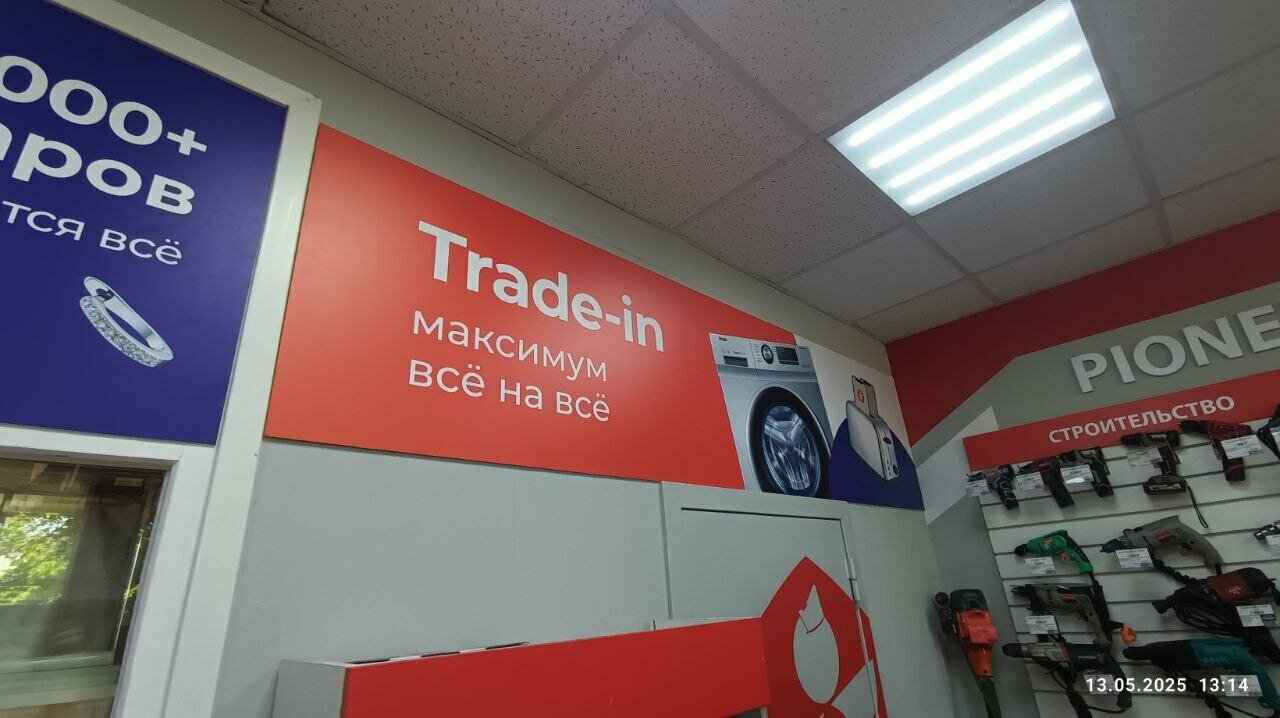 000+
аров
тся всё
Trade-in
максимум
всё на всё
PIONE
СТРОИТЕЛЬСТВО
13.05.2025 13:14